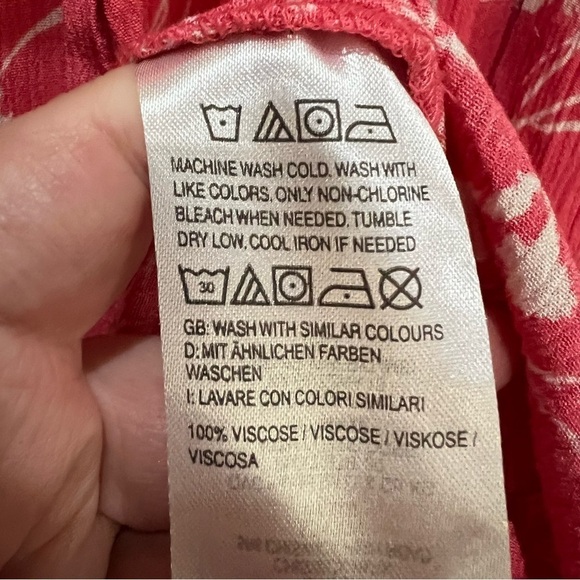 MACHINE WASH COLD. WASH WITH
LIKE COLORS. ONLY NON-CHLORINE
BLEACH WHEN NEEDED. TUMBLE
DRY LOW. COOL IRON IF NEEDED
30
GB: WASH WITH SIMILAR COLOURS
D: MIT ÄHNLICHEN FARBEN
WASCHEN
I: LAVARE CON COLORI SIMILARI
100% VISCOSE / VISCOSE / VISKOSE /
VISCOSA